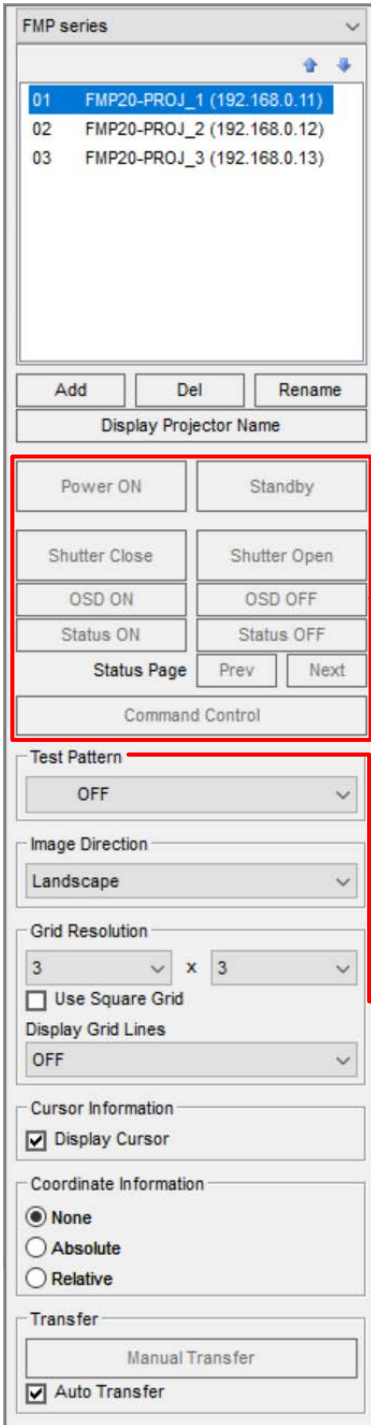 FMP series
01 FMP20-PROJ_1 (192.168.0.11)
02 FMP20-PROJ_2 (192.168.0.12)
03 FMP20-PROJ_3 (192.168.0.13)
Add Del Rename
Display Projector Name
Power ON Standby
Shutter Close Shutter Open
OSD ON OSD OFF
Status ON Status OFF
Status Page Prev Next
Command Control
Test Pattern
OFF
Image Direction
Landscape
Grid Resolution
3 x 3
Use Square Grid
Display Grid Lines
OFF
Cursor Information
Display Cursor
Coordinate Information
None
Absolute
Relative
Transfer
Manual Transfer
Auto Transfer